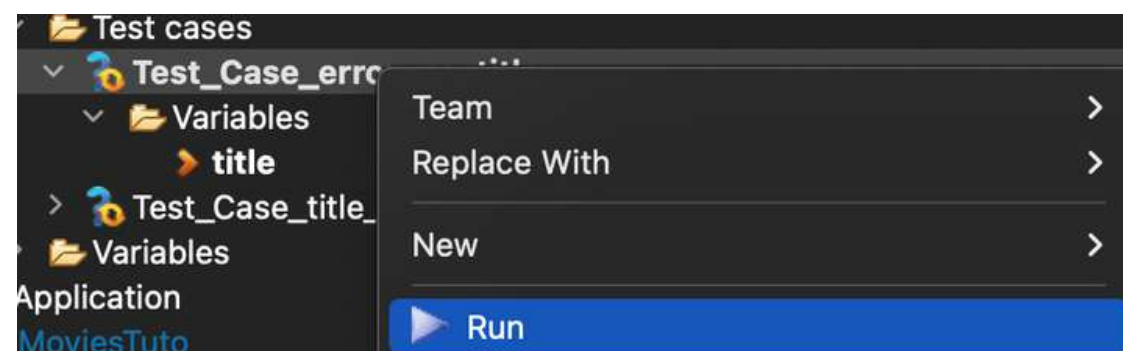 Test cases
Test_Case_erro
Variables
title
Test_Case_title_
Variables
Application
MoviesTuto
Team
Replace With
New
Run